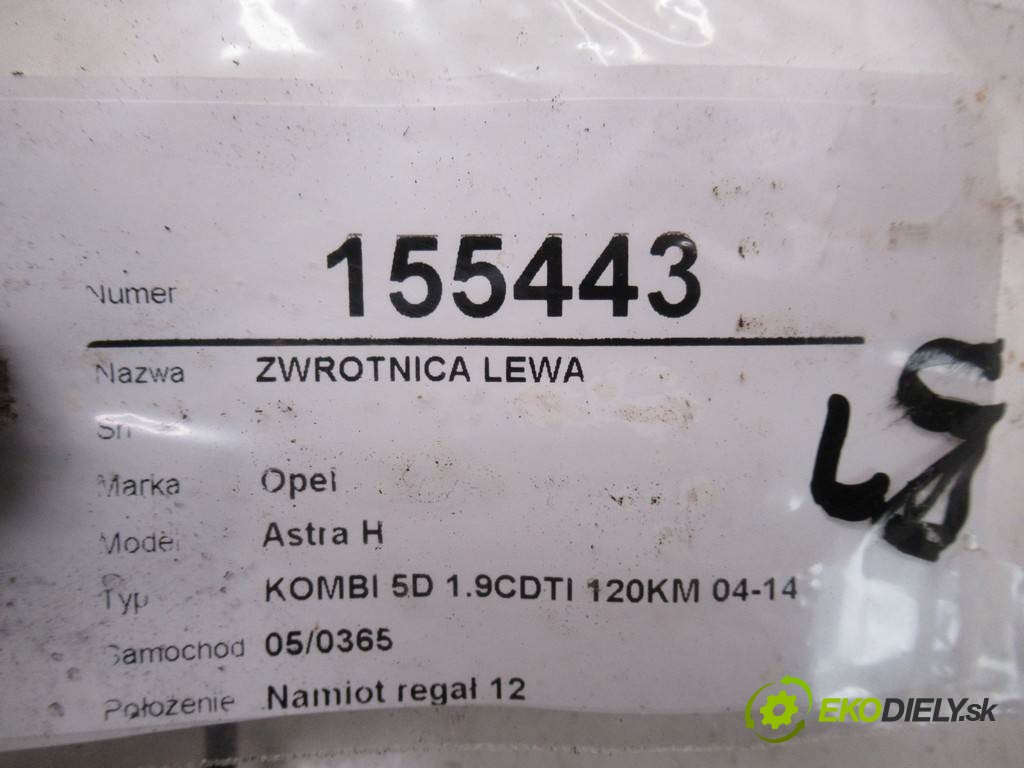 Numer 155443
Nazwa ZWROTNICA LEWA
Sn
Marka Opel
Model Astra H
Typ KOMBI 5D 1.9CDTI 120KM 04-14
Samochod 05/0365
Położenie Namiot regał 12
EKODIELY.sk